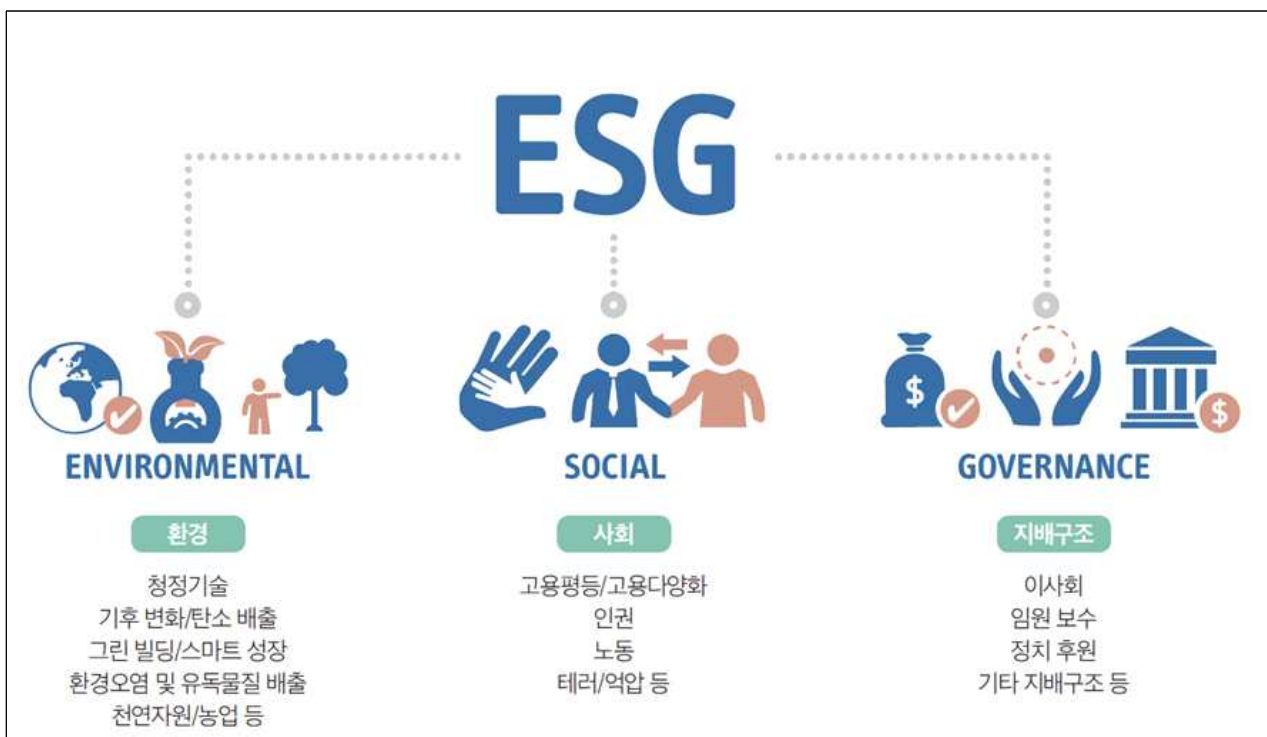 ESG
ENVIRONMENTAL
환경
청정기술
기후 변화/탄소 배출
그린 빌딩/스마트 성장
환경오염 및 유독물질 배출
천연자원/농업 등
SOCIAL
사회
고용평등/고용다양화
인권
노동
테러/억압 등
$
$
GOVERNANCE
지배구조
이사회
임원 보수
정치 후원
기타 지배구조 등